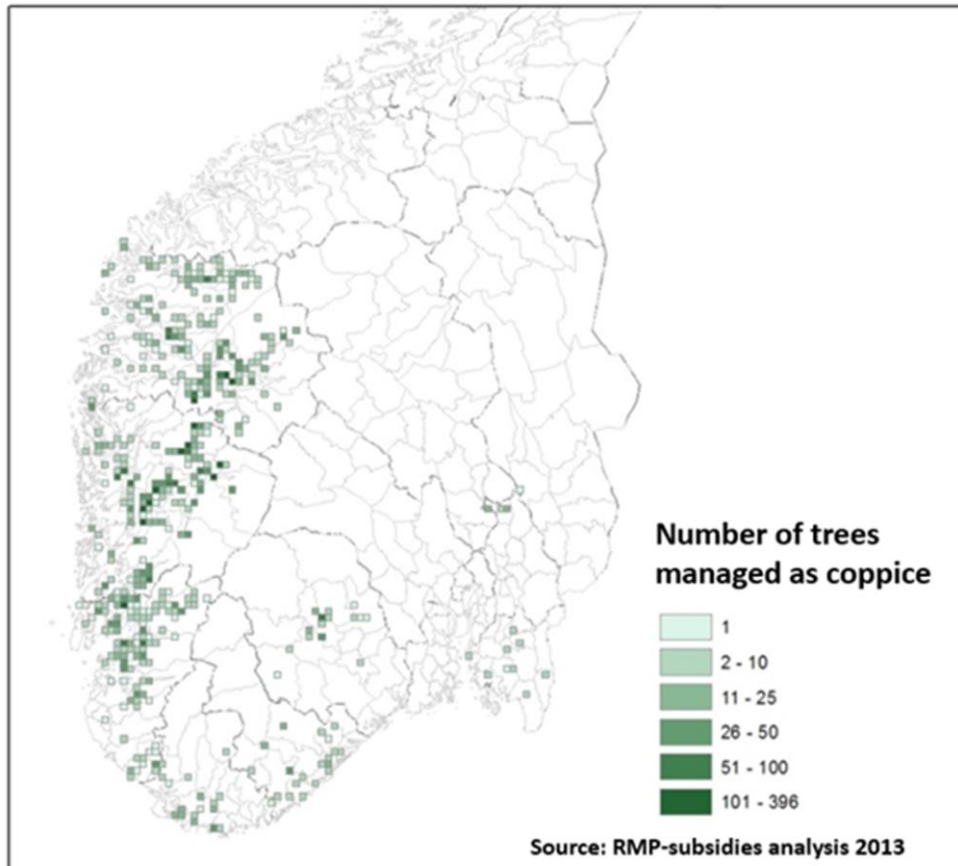 Number of trees
managed as coppice
1
2 - 10
11 - 25
26 - 50
51 - 100
101 - 396
Source: RMP-subsidies analysis 2013